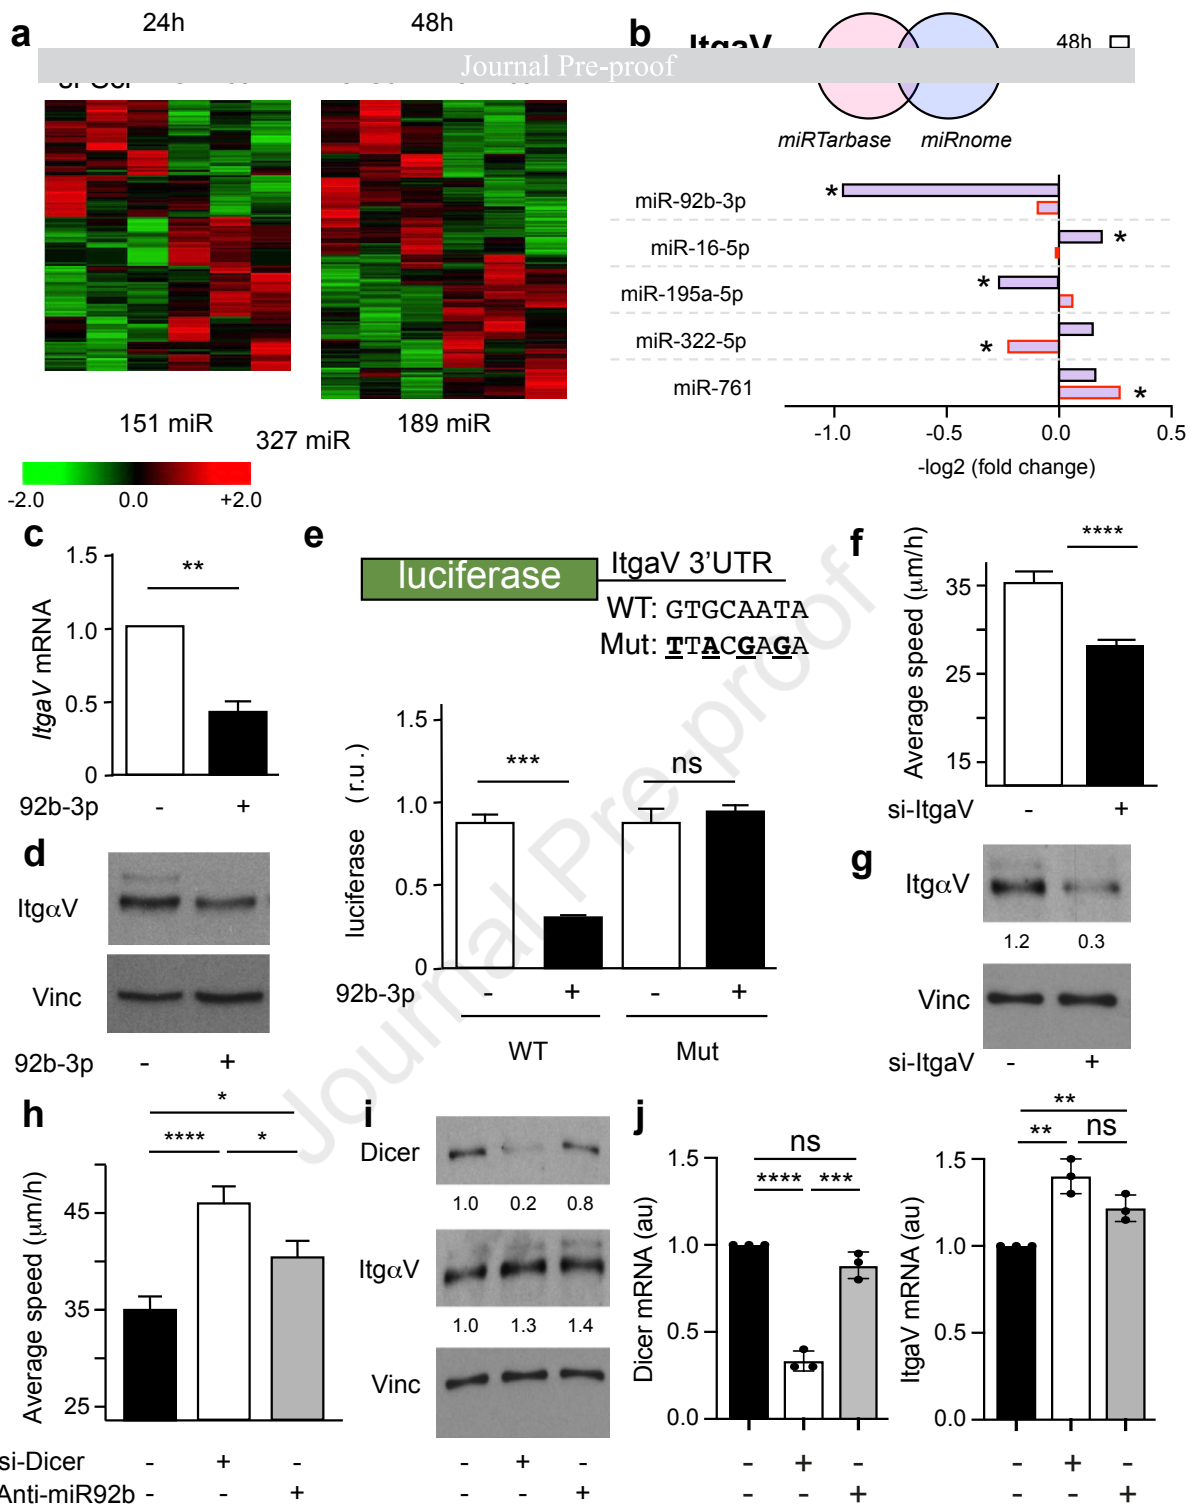 a
24h
48h
b
ItgaV
48h
Journal Pre-proof
miRTarbase
miRnome
miR-92b-3p
*
miR-16-5p
*
miR-195a-5p
*
miR-322-5p
*
miR-761
*
-1.0
-0.5
0.0
0.5
-log2 (fold change)
151 miR
189 miR
327 miR
-2.0
0.0
+2.0
c
1.5
1.0
0.5
0
ItgaV mRNA
**
92b-3p
-
+
d
ItgαV
Vinc
92b-3p
-
+
e
luciferase
ItgaV 3'UTR
WT: GTGCAATA
Mut: TTACGAGA
1.5
1.0
0.5
0
luciferase (r.u.)
***
ns
92b-3p
-
+
-
+
WT
Mut
f
****
35
25
15
Average speed (μm/h)
si-ItgaV
-
+
g
ItgαV
1.2
0.3
Vinc
si-ItgaV
-
+
h
*
****
*
45
35
25
Average speed (μm/h)
si-Dicer
-
+
-
Anti-miR92b
-
-
+
i
Dicer
1.0
0.2
0.8
ItgαV
1.0
1.3
1.4
Vinc
-
+
-
-
-
+
j
ns
****
***
1.5
1.0
0.5
0.0
Dicer mRNA (au)
-
+
-
-
-
+
**
**
ns
1.5
1.0
0.5
0.0
ItgaV mRNA (au)
-
+
-
-
-
+
Journal Pre-proof